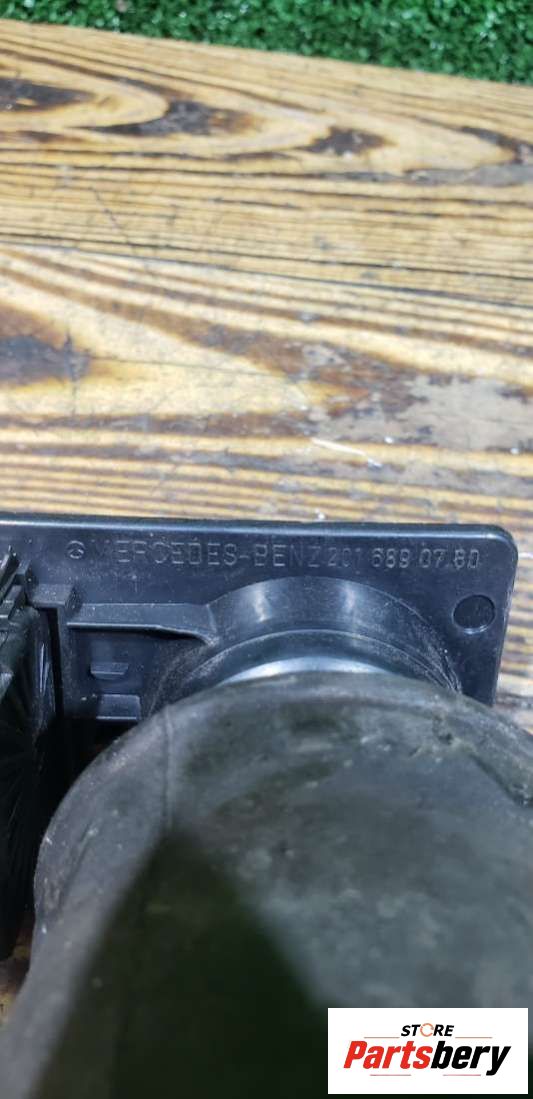 MERCEDES-BENZ 201 689 07 80
STORE
Partsbery